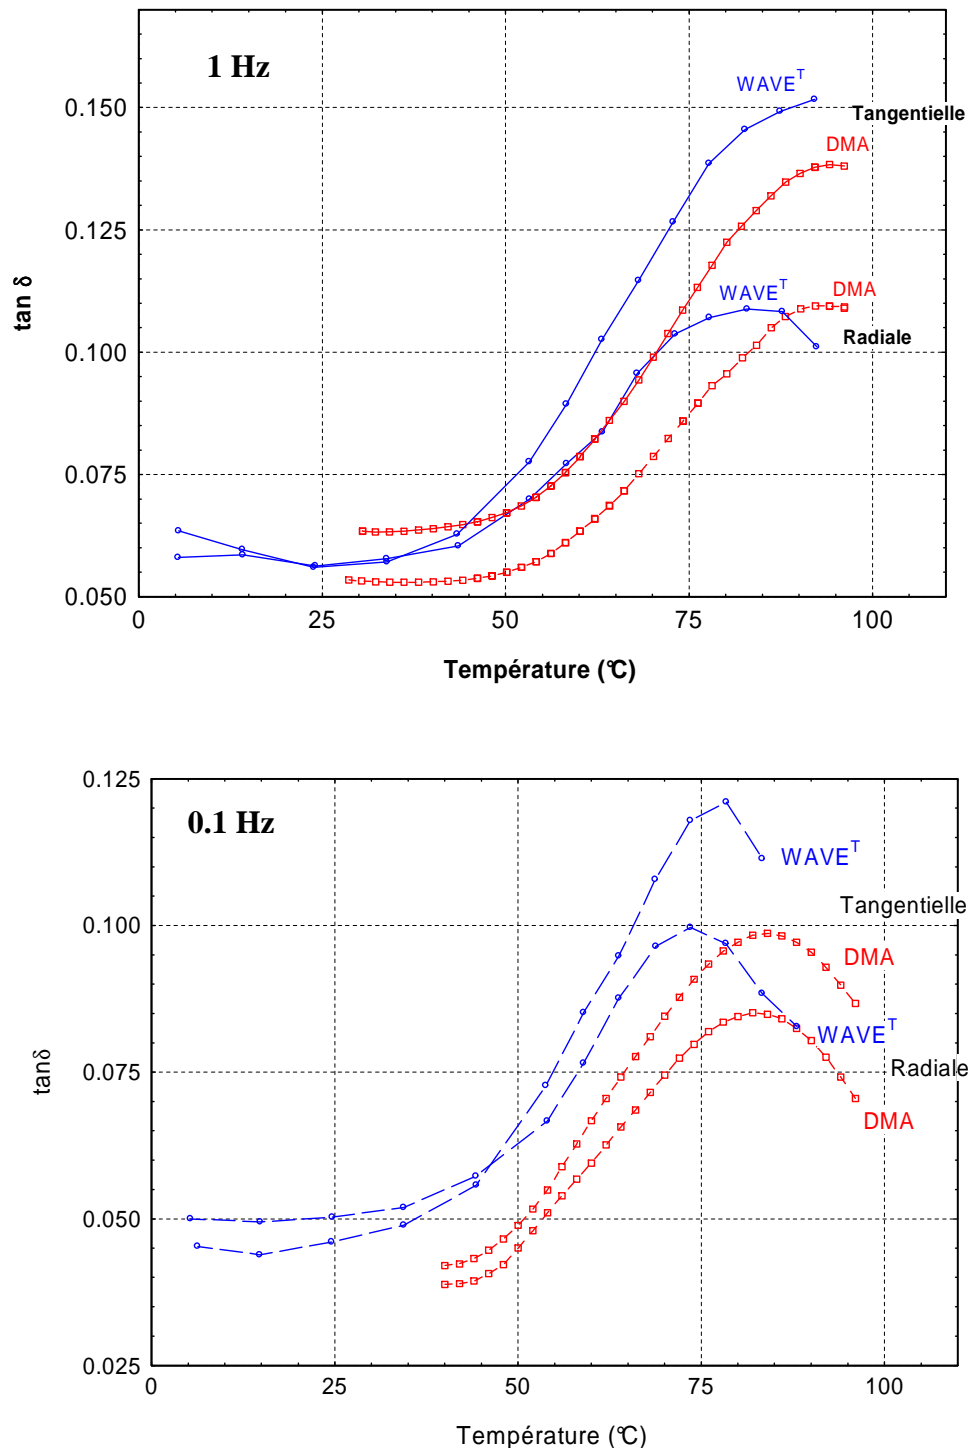 1 Hz
WAVE^T
0.150
Tangentielle
DMA
0.125
tan δ
WAVE^T
DMA
Radiale
0.100
0.075
0.050
0 25 50 75 100
Température (°C)
0.125
0.1 Hz
WAVE^T
Tangentielle
0.100
DMA
WAVE^T
Radiale
0.075
tanδ
DMA
0.050
0.025
0 25 50 75 100
Température (°C)